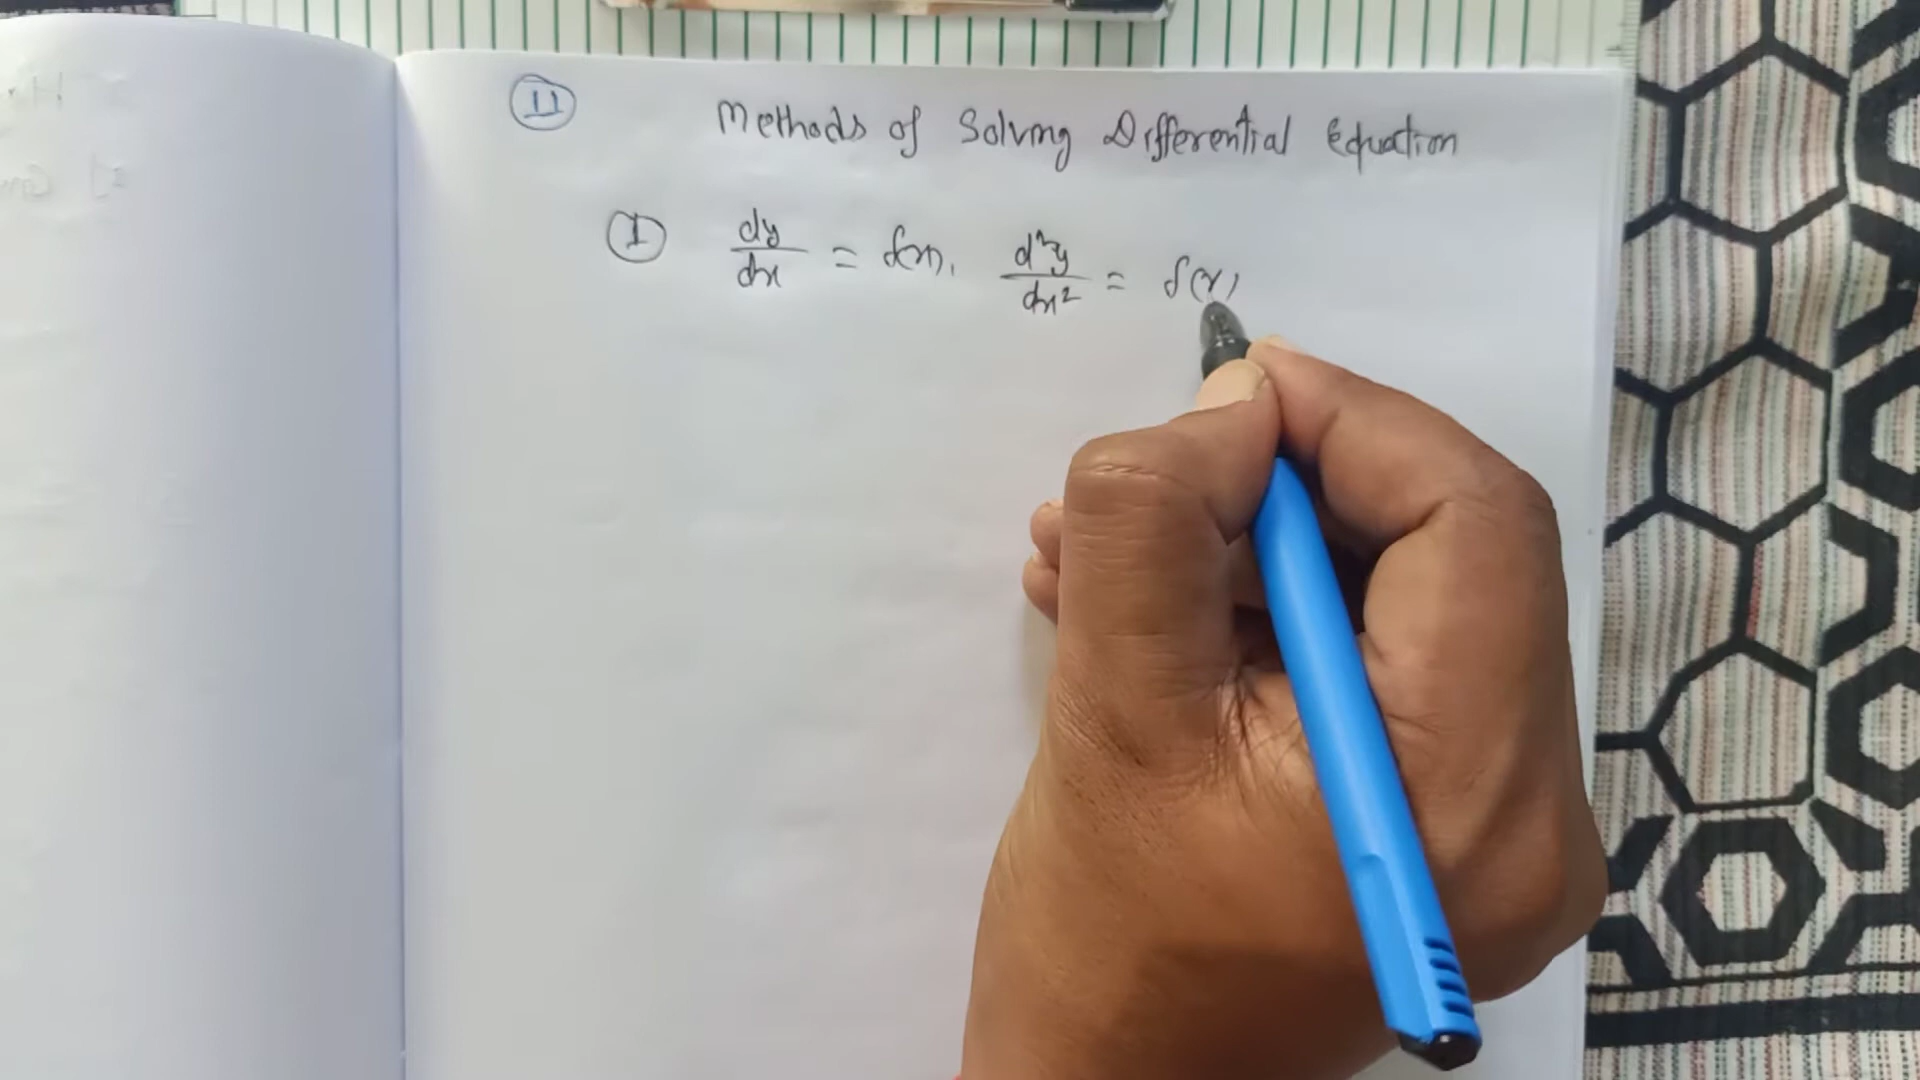 11 Methods of Solving Differential Equation
① dy/dx = f(x), d²y/dx² = f(x)